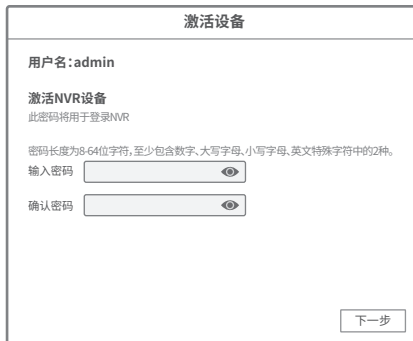 激活设备
用户名:admin
激活NVR设备
此密码将用于登录NVR
密码长度为8-64位字符，至少包含数字、大写字母、小写字母、英文特殊字符中的2种。
输入密码
确认密码
下一步